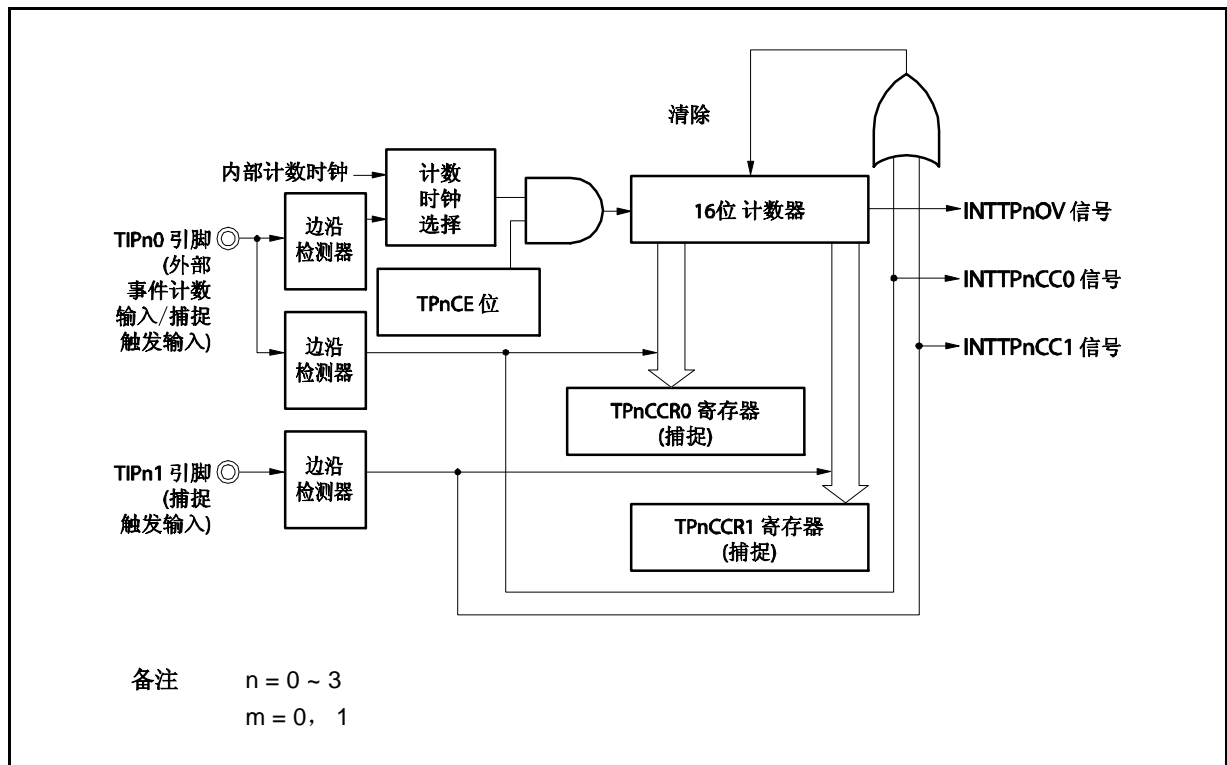 清除
内部计数时钟
计数
时钟
选择
16位 计数器
INTTPnOV 信号
TIPn0 引脚
(外部
事件计数
输入/捕捉
触发输入)
边沿
检测器
TPnCE 位
INTTPnCC0 信号
边沿
检测器
INTTPnCC1 信号
TPnCCR0 寄存器
(捕捉)
TIPn1 引脚
(捕捉
触发输入)
边沿
检测器
TPnCCR1 寄存器
(捕捉)
备注 n = 0 ~ 3
m = 0， 1